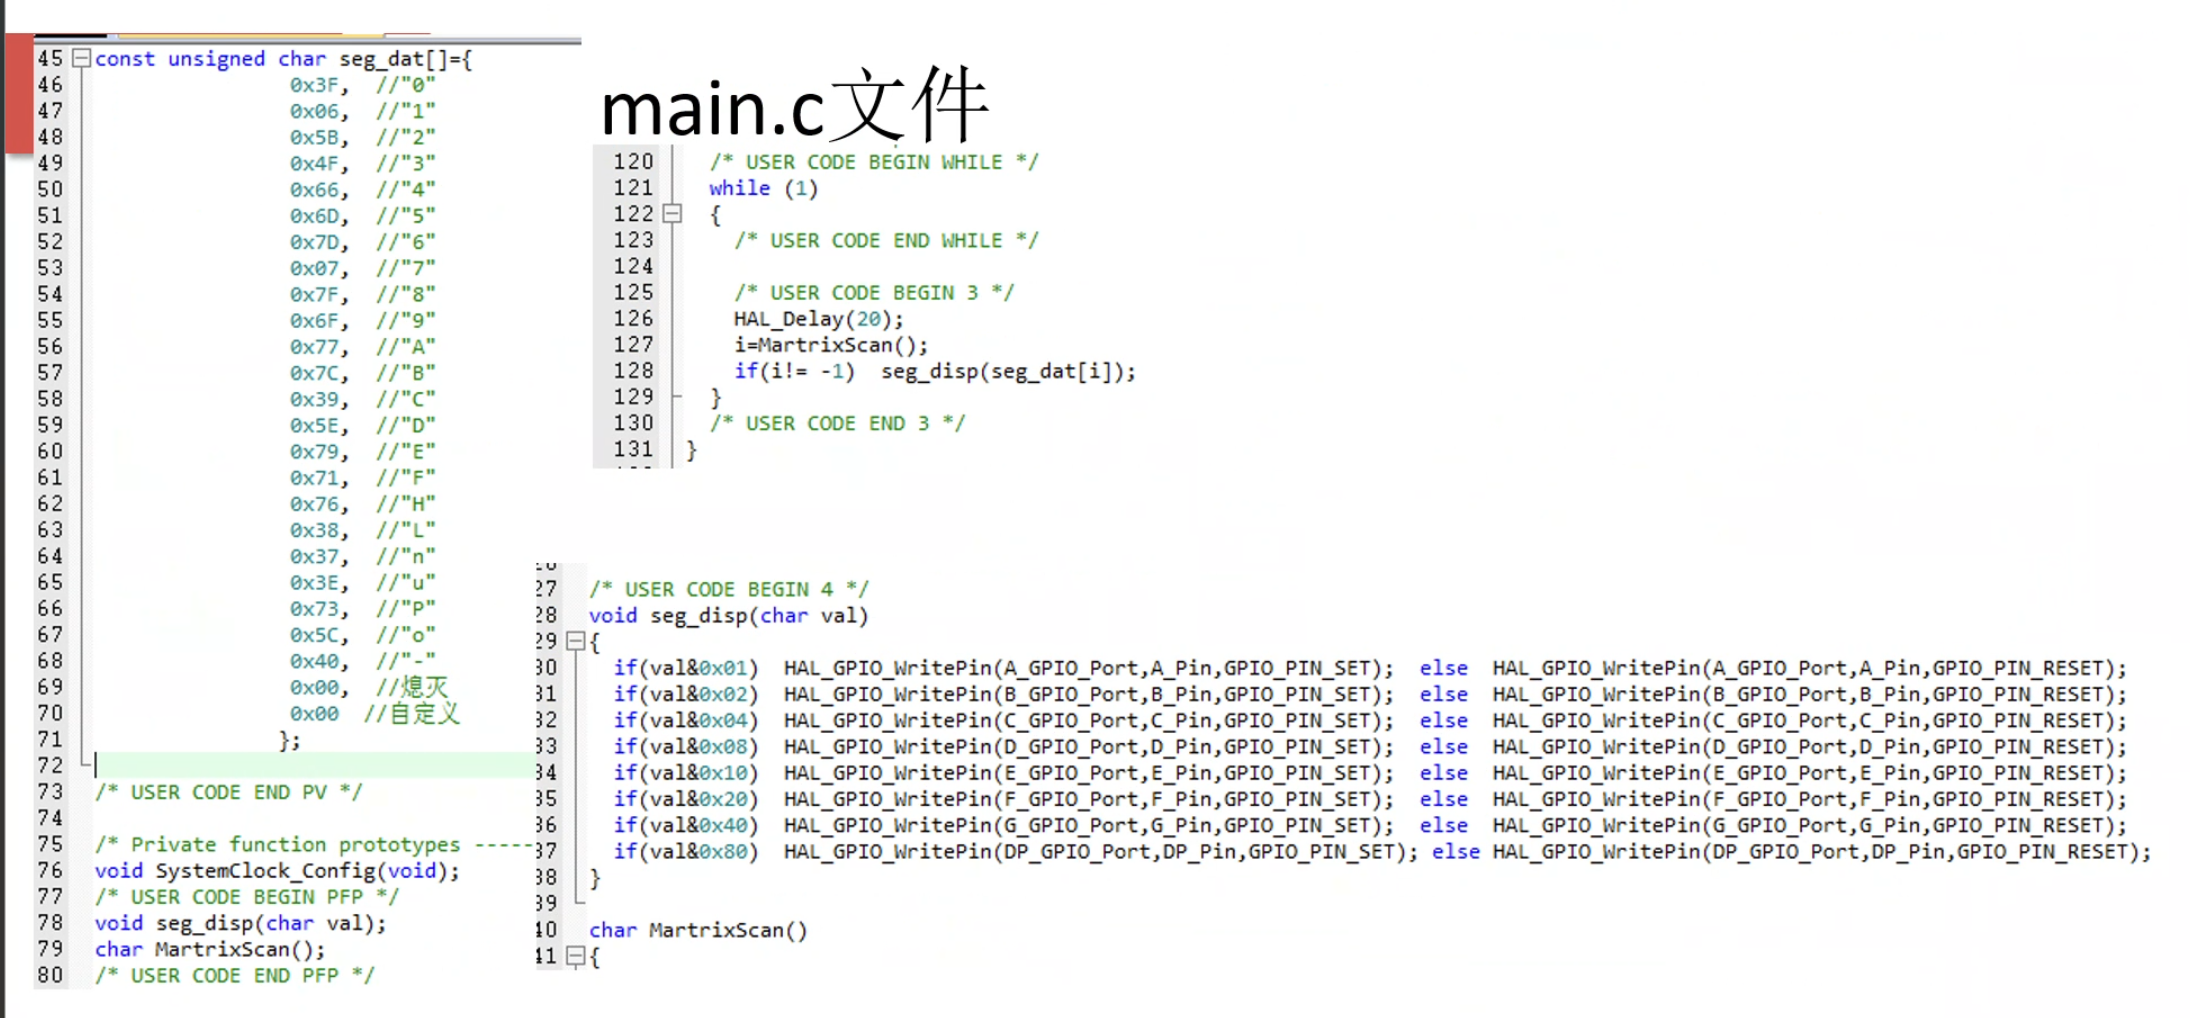 main.c文件
45 const unsigned char seg_dat[]={
46 0x3F, //"0"
47 0x06, //"1"
48 0x5B, //"2"
49 0x4F, //"3"
50 0x66, //"4"
51 0x6D, //"5"
52 0x7D, //"6"
53 0x07, //"7"
54 0x7F, //"8"
55 0x6F, //"9"
56 0x77, //"A"
57 0x7C, //"B"
58 0x39, //"C"
59 0x5E, //"D"
60 0x79, //"E"
61 0x71, //"F"
62 0x76, //"H"
63 0x38, //"L"
64 0x37, //"n"
65 0x3E, //"u"
66 0x73, //"P"
67 0x5C, //"o"
68 0x40, //"-"
69 0x00, //熄灭
70 0x00 //自定义
71 };
72
73 /* USER CODE END PV */
74
75 /* Private function prototypes -----
76 void SystemClock_Config(void);
77 /* USER CODE BEGIN PFP */
78 void seg_disp(char val);
79 char MartrixScan();
80 /* USER CODE END PFP */
120 /* USER CODE BEGIN WHILE */
121 while (1)
122 {
123 /* USER CODE END WHILE */
124
125 /* USER CODE BEGIN 3 */
126 HAL_Delay(20);
127 i=MartrixScan();
128 if(i!= -1) seg_disp(seg_dat[i]);
129 }
130 /* USER CODE END 3 */
131 }
27 /* USER CODE BEGIN 4 */
28 void seg_disp(char val)
29 {
30 if(val&0x01) HAL_GPIO_WritePin(A_GPIO_Port,A_Pin,GPIO_PIN_SET); else HAL_GPIO_WritePin(A_GPIO_Port,A_Pin,GPIO_PIN_RESET);
31 if(val&0x02) HAL_GPIO_WritePin(B_GPIO_Port,B_Pin,GPIO_PIN_SET); else HAL_GPIO_WritePin(B_GPIO_Port,B_Pin,GPIO_PIN_RESET);
32 if(val&0x04) HAL_GPIO_WritePin(C_GPIO_Port,C_Pin,GPIO_PIN_SET); else HAL_GPIO_WritePin(C_GPIO_Port,C_Pin,GPIO_PIN_RESET);
33 if(val&0x08) HAL_GPIO_WritePin(D_GPIO_Port,D_Pin,GPIO_PIN_SET); else HAL_GPIO_WritePin(D_GPIO_Port,D_Pin,GPIO_PIN_RESET);
34 if(val&0x10) HAL_GPIO_WritePin(E_GPIO_Port,E_Pin,GPIO_PIN_SET); else HAL_GPIO_WritePin(E_GPIO_Port,E_Pin,GPIO_PIN_RESET);
35 if(val&0x20) HAL_GPIO_WritePin(F_GPIO_Port,F_Pin,GPIO_PIN_SET); else HAL_GPIO_WritePin(F_GPIO_Port,F_Pin,GPIO_PIN_RESET);
36 if(val&0x40) HAL_GPIO_WritePin(G_GPIO_Port,G_Pin,GPIO_PIN_SET); else HAL_GPIO_WritePin(G_GPIO_Port,G_Pin,GPIO_PIN_RESET);
37 if(val&0x80) HAL_GPIO_WritePin(DP_GPIO_Port,DP_Pin,GPIO_PIN_SET); else HAL_GPIO_WritePin(DP_GPIO_Port,DP_Pin,GPIO_PIN_RESET);
38 }
39
40 char MartrixScan()
41 {